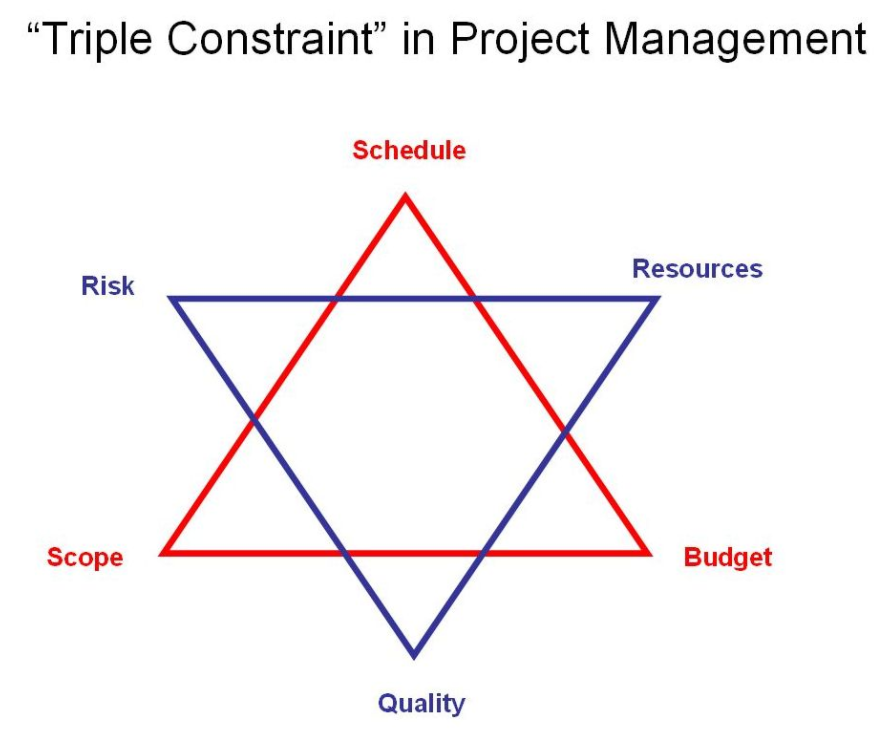 “Triple Constraint” in Project Management
Schedule
Resources
Risk
Scope
Budget
Quality